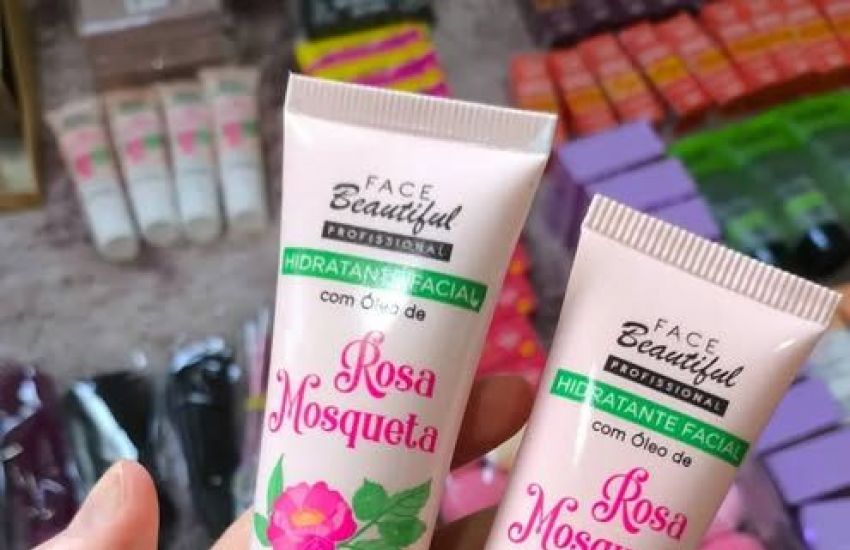 FACE
Beautiful
PROFISSIONAL
HIDRATANTE FACIAL
com Óleo de
Rosa
Mosqueta
FACE
Beautiful
PROFISSIONAL
HIDRATANTE FACIAL
com Óleo de
Rosa
Mosqueta